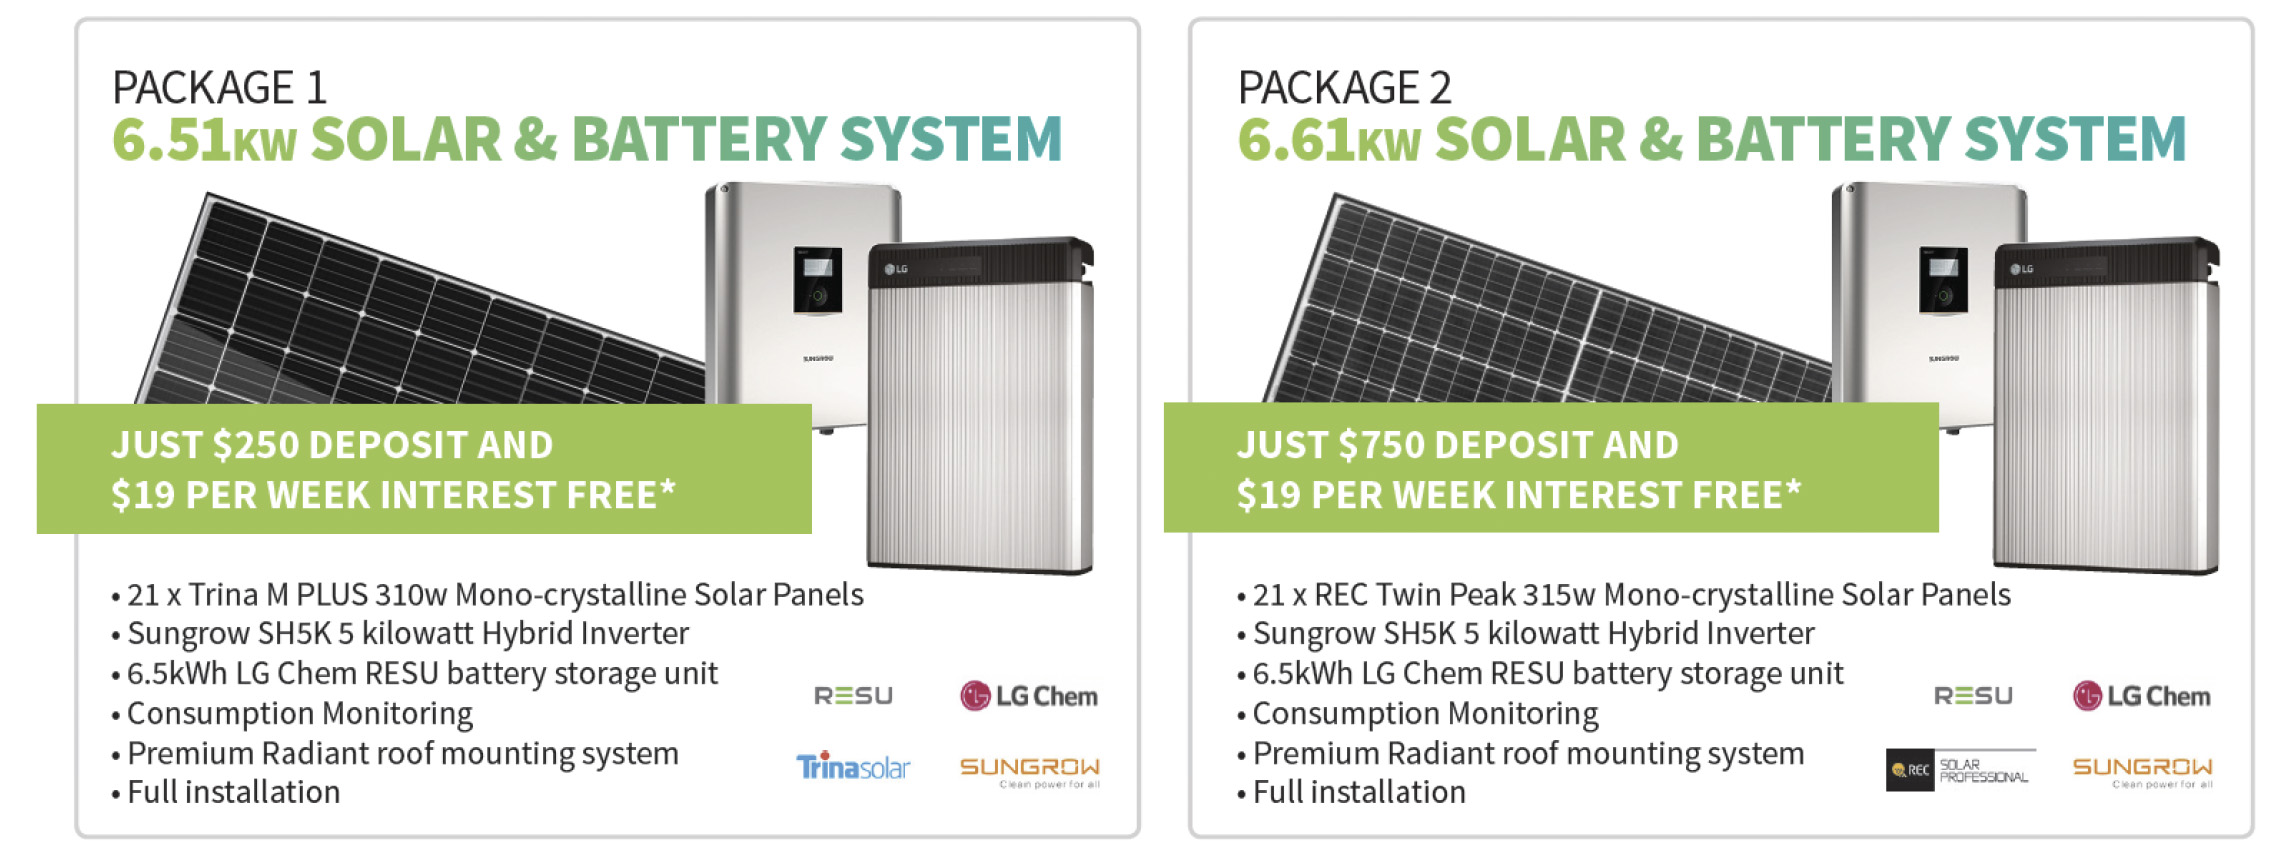 PACKAGE 1
6.51KW SOLAR & BATTERY SYSTEM
LG
SUNGROW
JUST $250 DEPOSIT AND
$19 PER WEEK INTEREST FREE*
• 21 x Trina M PLUS 310w Mono-crystalline Solar Panels
• Sungrow SH5K 5 kilowatt Hybrid Inverter
• 6.5kWh LG Chem RESU battery storage unit
• Consumption Monitoring
• Premium Radiant roof mounting system
• Full installation
RESU
LG Chem
Trinasolar
SUNGROW
Clean power for all
PACKAGE 2
6.61KW SOLAR & BATTERY SYSTEM
LG
SUNGROW
JUST $750 DEPOSIT AND
$19 PER WEEK INTEREST FREE*
• 21 x REC Twin Peak 315w Mono-crystalline Solar Panels
• Sungrow SH5K 5 kilowatt Hybrid Inverter
• 6.5kWh LG Chem RESU battery storage unit
• Consumption Monitoring
• Premium Radiant roof mounting system
• Full installation
RESU
LG Chem
REC
SOLAR
PROFESSIONAL
SUNGROW
Clean power for all